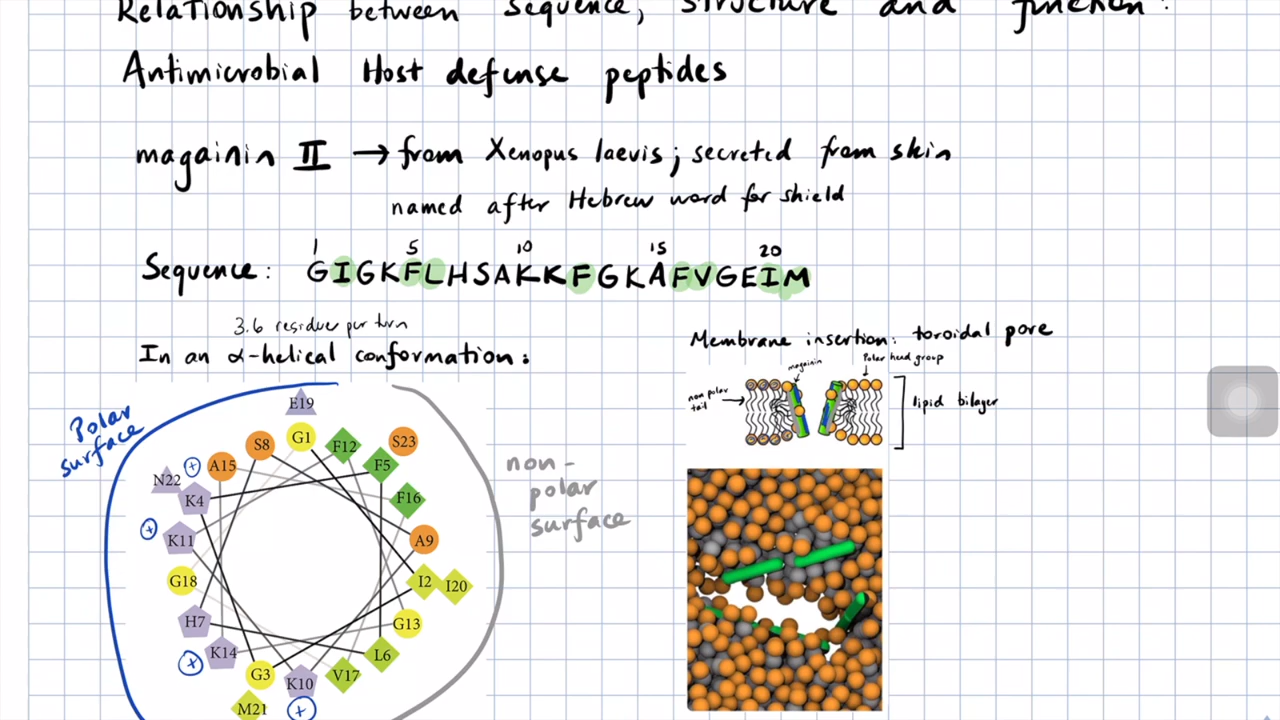 Relationship between sequence, structure and function:
Antimicrobial Host defense peptides
magainin II → from Xenopus laevis; secreted from skin
named after Hebrew word for shield
1 5 10 15 20
Sequence: GIGKFLHSAKKFGKAFVGEIM
3.6 residues per turn
In an α-helical conformation:
Polar surface
E19
S8 G1 F12 S23
A15 F5
N22 K4 F16
K11 A9
G18 I2 I20
H7 G13
K14 L6
G3 K10 V17
M21
+
+
+
+
non-
polar
surface
Membrane insertion: toroidal pore
magainin
Polar head group
non polar
tail
lipid bilayer